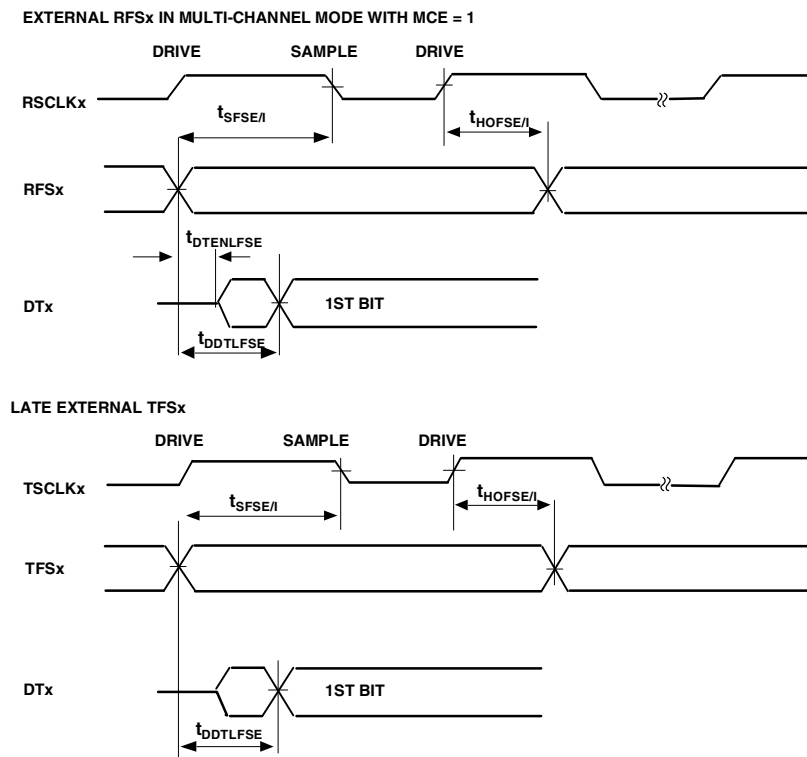 EXTERNAL RFSx IN MULTI-CHANNEL MODE WITH MCE = 1
DRIVE SAMPLE DRIVE
RSCLKx
tSFSE/I tHOFSE/I
RFSx
tDTENLFSE
DTx 1ST BIT
tDDTLFSE
LATE EXTERNAL TFSx
DRIVE SAMPLE DRIVE
TSCLKx
tSFSE/I tHOFSE/I
TFSx
DTx 1ST BIT
tDDTLFSE